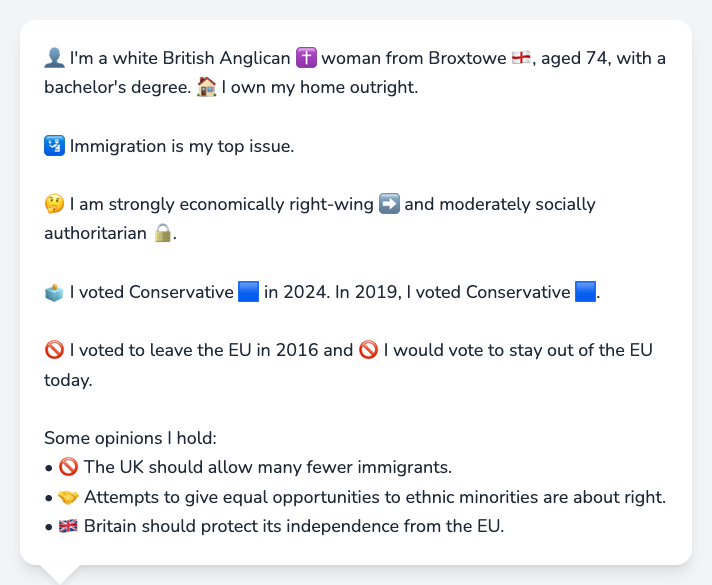 👤 I'm a white British Anglican ✝️ woman from Broxtowe 🏴󠁧󠁢󠁥󠁮󠁧󠁿, aged 74, with a
bachelor's degree. 🏠 I own my home outright.
🛂 Immigration is my top issue.
🤔 I am strongly economically right-wing ➡️ and moderately socially
authoritarian 🔒.
🗳️ I voted Conservative 🟦 in 2024. In 2019, I voted Conservative 🟦.
🚫 I voted to leave the EU in 2016 and 🚫 I would vote to stay out of the EU
today.
Some opinions I hold:
• 🚫 The UK should allow many fewer immigrants.
• 🤝 Attempts to give equal opportunities to ethnic minorities are about right.
• 🇬🇧 Britain should protect its independence from the EU.